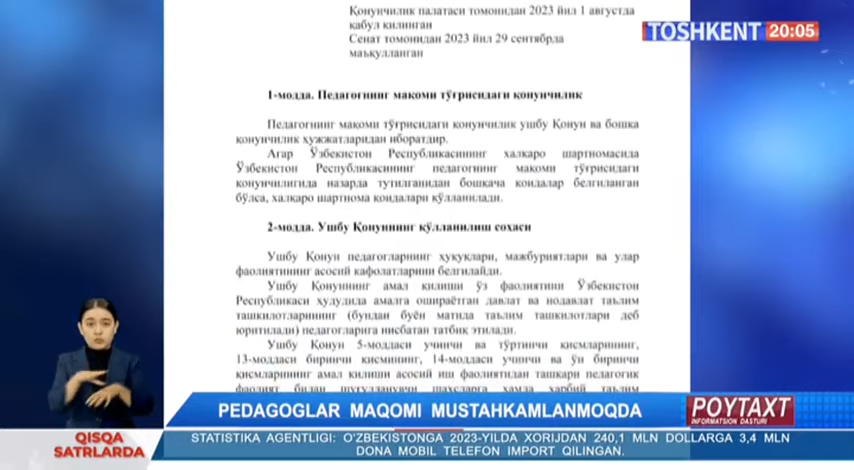 Қонунчилик палатаси томонидан 2023 йил 1 августда
қабул қилинган
Сенат томонидан 2023 йил 29 сентябрда
маъқулланган
TOSHKENT 20:05
1-модда. Педагогнинг мақоми тўғрисидаги қонунчилик
Педагогнинг мақоми тўғрисидаги қонунчилик ушбу Қонун ва бошқа
қонунчилик ҳужжатларидан иборатдир.
Агар Ўзбекистон Республикасининг халқаро шартномасида
Ўзбекистон Республикасининг педагогнинг мақоми тўғрисидаги
қонунчилигида назарда тутилганидан бошқача қоидалар белгиланган
бўлса, халқаро шартнома қоидалари қўлланилади.
2-модда. Ушбу Қонуннинг қўлланилиш соҳаси
Ушбу Қонун педагогларнинг ҳуқуқлари, мажбуриятлари ва улар
фаолиятининг асосий кафолатларини белгилайди.
Ушбу Қонуннинг амал қилиши ўз фаолиятини Ўзбекистон
Республикаси ҳудудида амалга ошираётган давлат ва нодавлат таълим
ташкилотларининг (бундан буён матнда таълим ташкилотлари деб
юритилади) педагогларига нисбатан татбиқ этилади.
Ушбу Қонун 5-моддаси учинчи ва тўртинчи қисмларининг,
13-моддаси биринчи қисмининг, 14-моддаси учинчи ва ўн биринчи
қисмларининг амал қилиши асосий иш фаолиятидан ташқари педагогик
фаолият билан шуғулланувчи шахсларга ҳамда ҳарбий таълим
PEDAGOGLAR MAQOMI MUSTAHKAMLANMOQDA
POYTAXT
INFORMATSION DASTURI
QISQA
SATRLARDA
STATISTIKA AGENTLIGI: O'ZBEKISTONGA 2023-YILDA XORIJDAN 240,1 MLN DOLLARGA 3,4 MLN
DONA MOBIL TELEFON IMPORT QILINGAN.